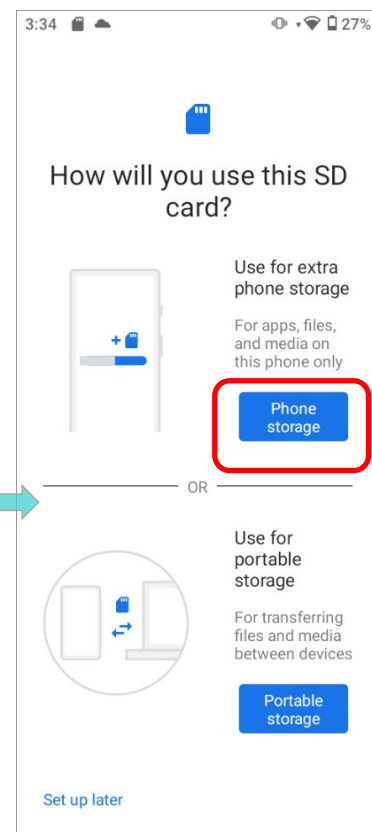 3:34 27%
How will you use this SD
card?
Use for extra
phone storage
For apps, files,
and media on
this phone only
Phone
storage
OR
Use for
portable
storage
For transferring
files and media
between devices
Portable
storage
Set up later